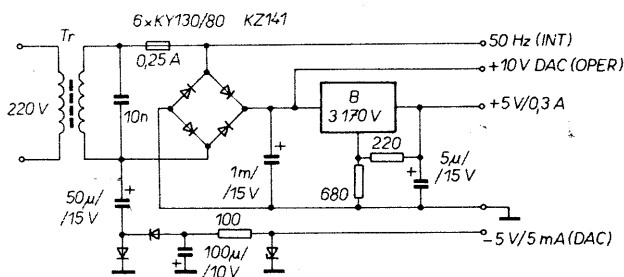 6×KY130/80 KZ141
Tr
0,25 A
50 Hz (INT)
+10 V DAC (OPER)
220 V
10n
B
3 170 V
+5 V/0,3 A
1m/
/15 V
220
680
5µ/
/15 V
+
+
50µ/
/15 V
+
100
100µ/
/10 V
+
−5 V/5 mA (DAC)